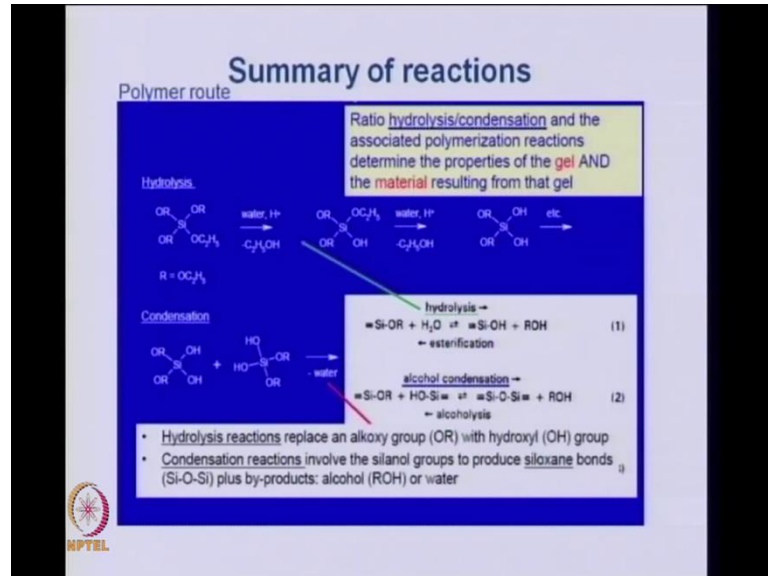 Summary of reactions
Polymer route
Ratio hydrolysis/condensation and the
associated polymerization reactions
determine the properties of the gel AND
the material resulting from that gel
Hydrolysis
OR OR water, H+ OR OC₂H₅ water, H+ OR OH etc.
Si Si Si
OR OC₂H₅ -C₂H₅OH OR OH -C₂H₅OH OR OH
R = OC₂H₅
Condensation
OR OH HO
Si + HO-Si-OR - water
OR OH OR
hydrolysis →
≡Si-OR + H₂O ⇄ ≡Si-OH + ROH (1)
← esterification
alcohol condensation →
≡Si-OR + HO-Si≡ ⇄ ≡Si-O-Si≡ + ROH (2)
← alcoholysis
• Hydrolysis reactions replace an alkoxy group (OR) with hydroxyl (OH) group
• Condensation reactions involve the silanol groups to produce siloxane bonds
(Si-O-Si) plus by-products: alcohol (ROH) or water
NPTEL